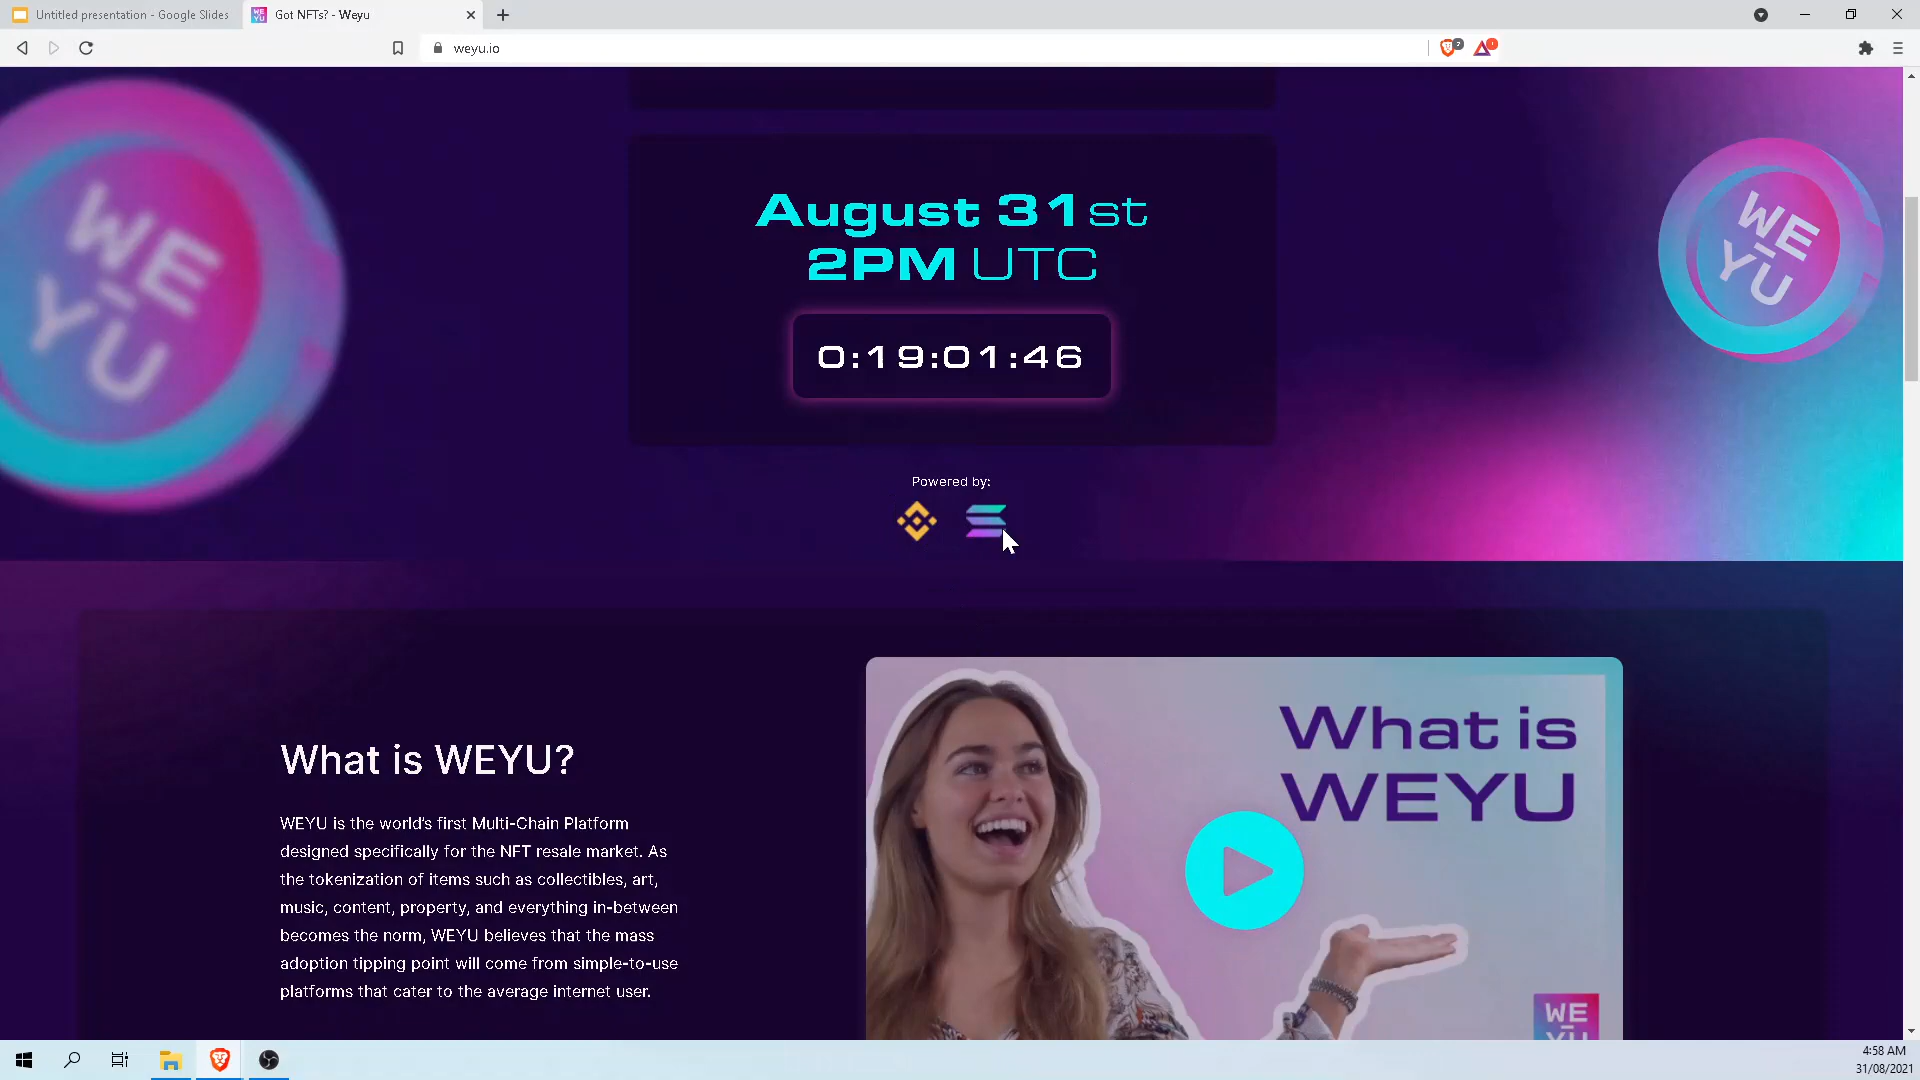 Untitled presentation - Google Slides
Got NFTs? - Weyu
weyu.io
WE
YU
WE
YU
August 31st
2PM UTC
0:19:01:46
Powered by:
What is WEYU?
WEYU is the world's first Multi-Chain Platform
designed specifically for the NFT resale market. As
the tokenization of items such as collectibles, art,
music, content, property, and everything in-between
becomes the norm, WEYU believes that the mass
adoption tipping point will come from simple-to-use
platforms that cater to the average internet user.
What is
WEYU
WE
YU
4:58 AM
31/08/2021